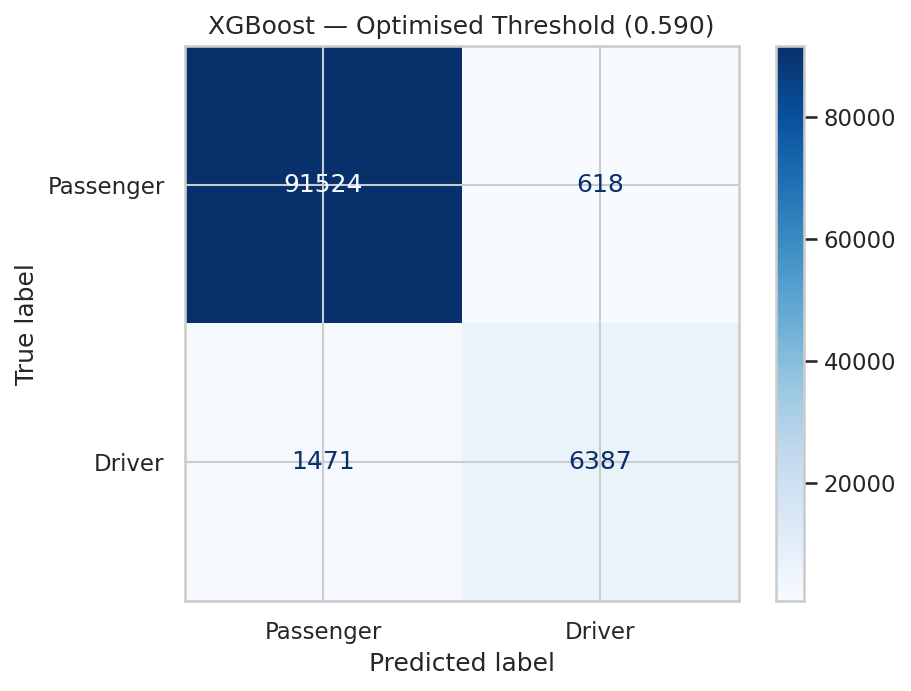 XGBoost — Optimised Threshold (0.590)
80000
Passenger
91524
618
60000
True label
40000
Driver
1471
6387
20000
Passenger
Driver
Predicted label